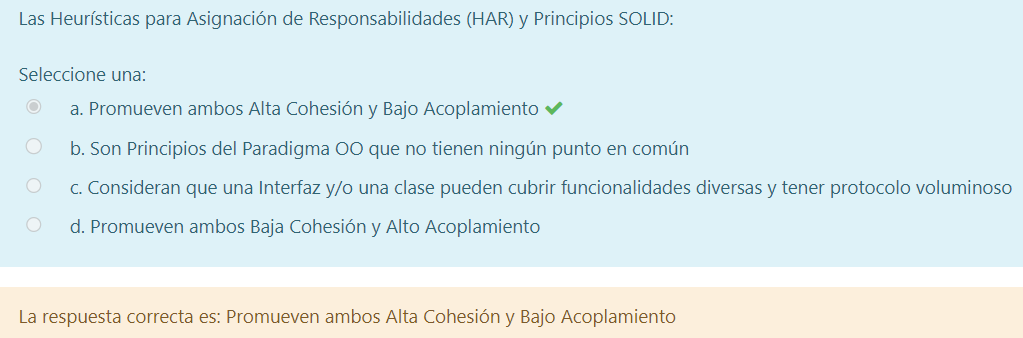 Las Heurísticas para Asignación de Responsabilidades (HAR) y Principios SOLID:
Seleccione una:
a. Promueven ambos Alta Cohesión y Bajo Acoplamiento
b. Son Principios del Paradigma OO que no tienen ningún punto en común
c. Consideran que una Interfaz y/o una clase pueden cubrir funcionalidades diversas y tener protocolo voluminoso
d. Promueven ambos Baja Cohesión y Alto Acoplamiento
La respuesta correcta es: Promueven ambos Alta Cohesión y Bajo Acoplamiento